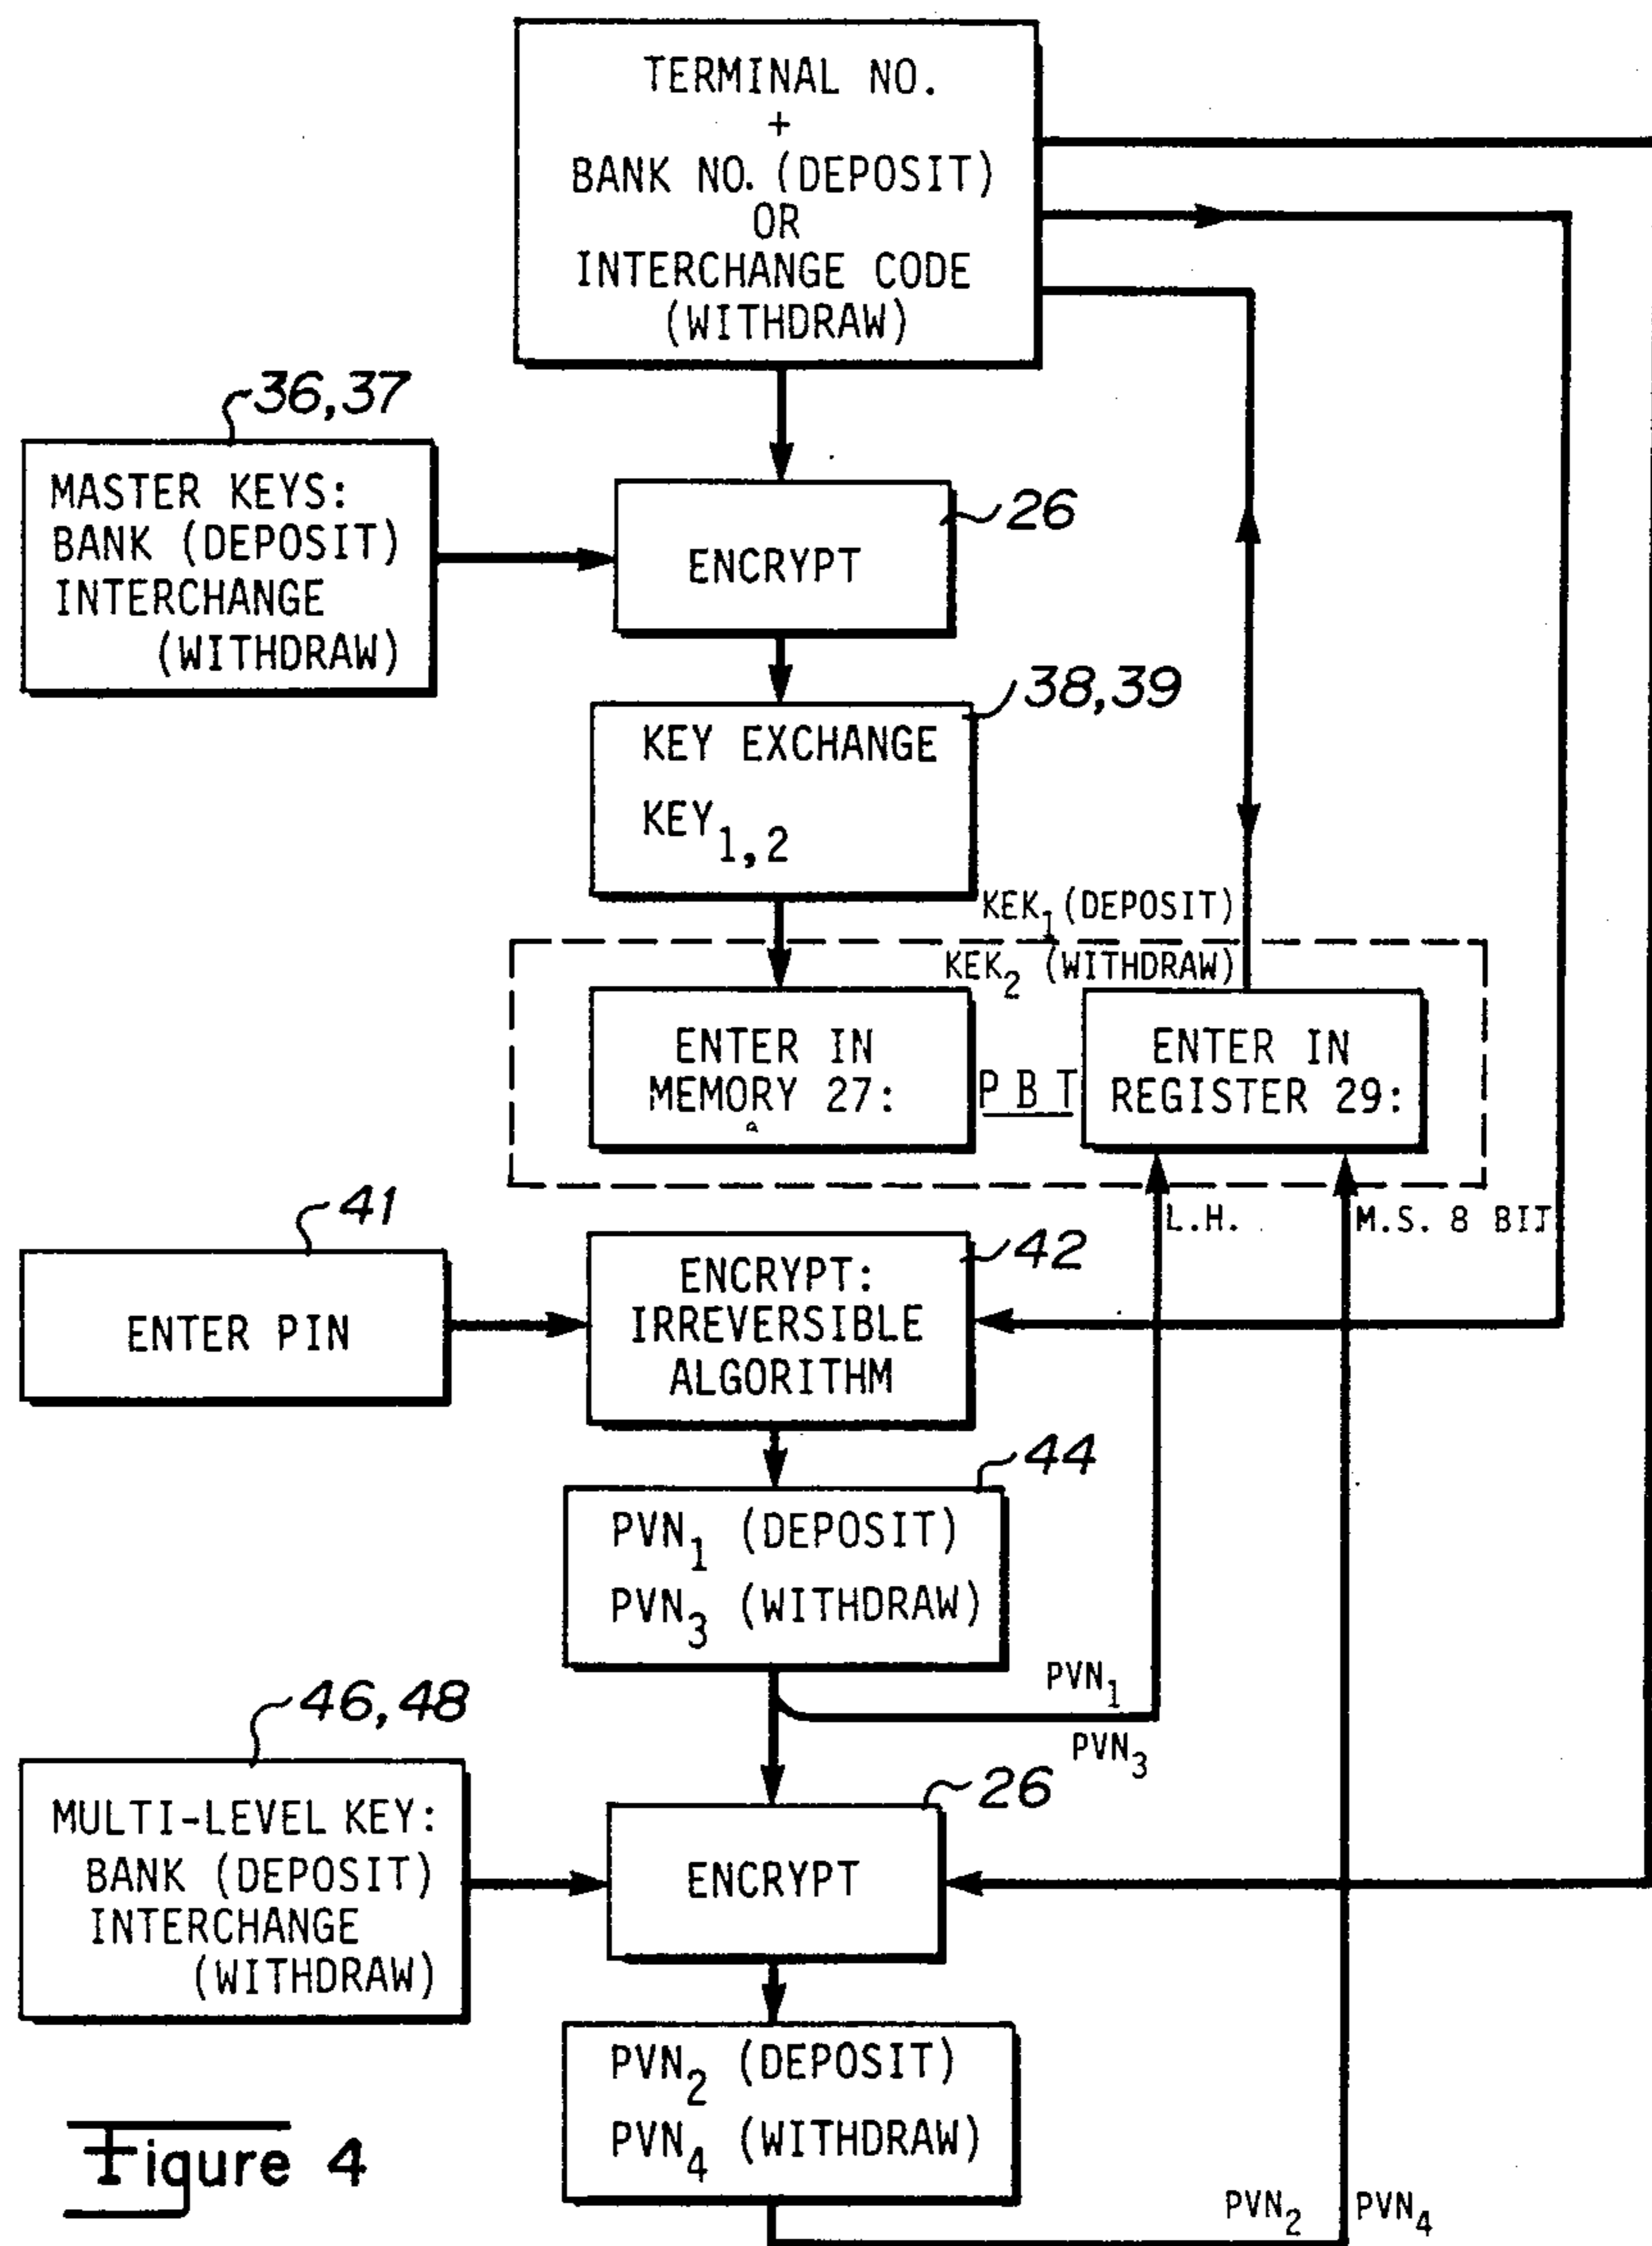 TERMINAL NO.
+
BANK NO. (DEPOSIT)
OR
INTERCHANGE CODE
(WITHDRAW)
36,37
MASTER KEYS:
BANK (DEPOSIT)
INTERCHANGE
(WITHDRAW)
26
ENCRYPT
38,39
KEY EXCHANGE
KEY1,2
KEK1 (DEPOSIT)
KEK2 (WITHDRAW)
ENTER IN
MEMORY 27:
P B T
ENTER IN
REGISTER 29:
L.H.
M.S. 8 BIT
41
ENTER PIN
42
ENCRYPT:
IRREVERSIBLE
ALGORITHM
44
PVN1 (DEPOSIT)
PVN3 (WITHDRAW)
PVN1
PVN3
46,48
MULTI-LEVEL KEY:
BANK (DEPOSIT)
INTERCHANGE
(WITHDRAW)
26
ENCRYPT
PVN2 (DEPOSIT)
PVN4 (WITHDRAW)
PVN2
PVN4
Figure 4